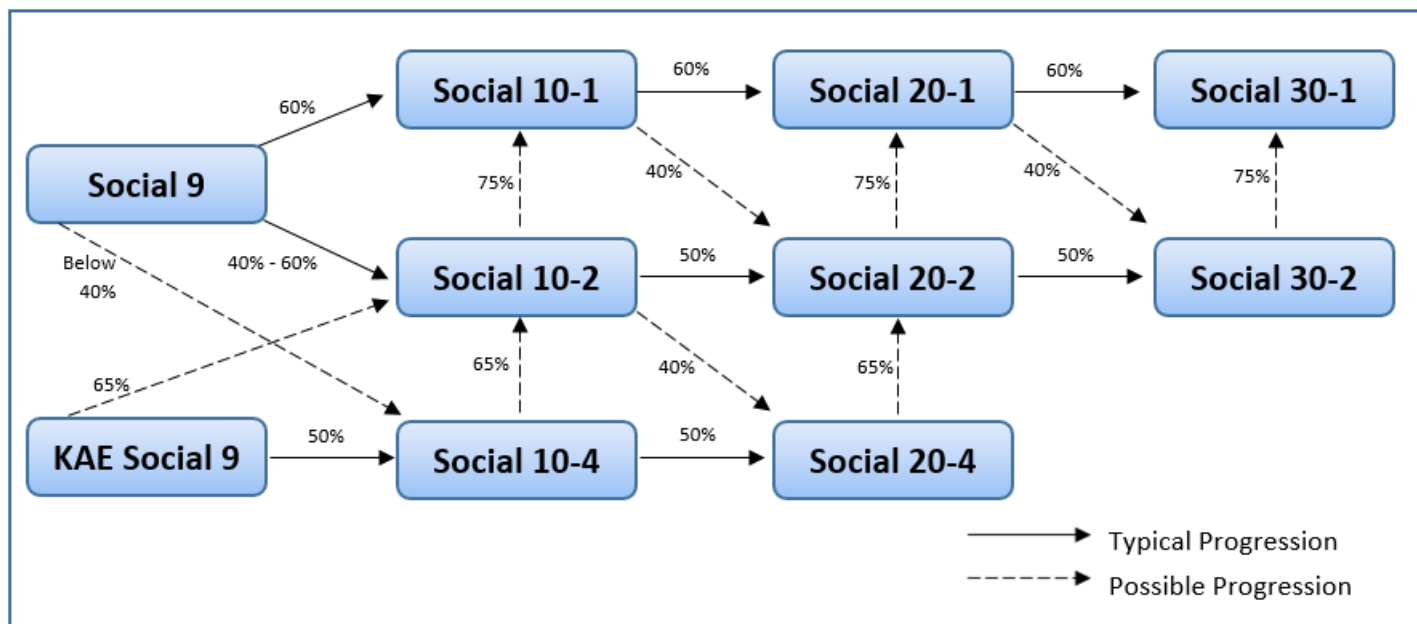 Social 10-1
60%
Social 20-1
60%
Social 30-1
60%
Social 9
75%
40%
75%
40%
75%
Below
40%
40% - 60%
Social 10-2
50%
Social 20-2
50%
Social 30-2
65%
65%
40%
65%
KAE Social 9
50%
Social 10-4
50%
Social 20-4
Typical Progression
Possible Progression